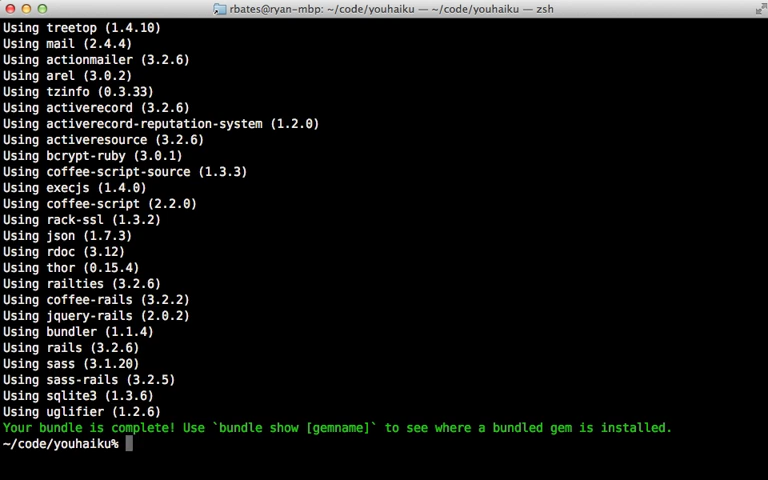 rbates@ryan-mbp: ~/code/youhaiku — ~/code/youhaiku — zsh
Using treetop (1.4.10)
Using mail (2.4.4)
Using actionmailer (3.2.6)
Using arel (3.0.2)
Using tzinfo (0.3.33)
Using activerecord (3.2.6)
Using activerecord-reputation-system (1.2.0)
Using activeresource (3.2.6)
Using bcrypt-ruby (3.0.1)
Using coffee-script-source (1.3.3)
Using execjs (1.4.0)
Using coffee-script (2.2.0)
Using rack-ssl (1.3.2)
Using json (1.7.3)
Using rdoc (3.12)
Using thor (0.15.4)
Using railties (3.2.6)
Using coffee-rails (3.2.2)
Using jquery-rails (2.0.2)
Using bundler (1.1.4)
Using rails (3.2.6)
Using sass (3.1.20)
Using sass-rails (3.2.5)
Using sqlite3 (1.3.6)
Using uglifier (1.2.6)
Your bundle is complete! Use `bundle show [gemname]` to see where a bundled gem is installed.
~/code/youhaiku%